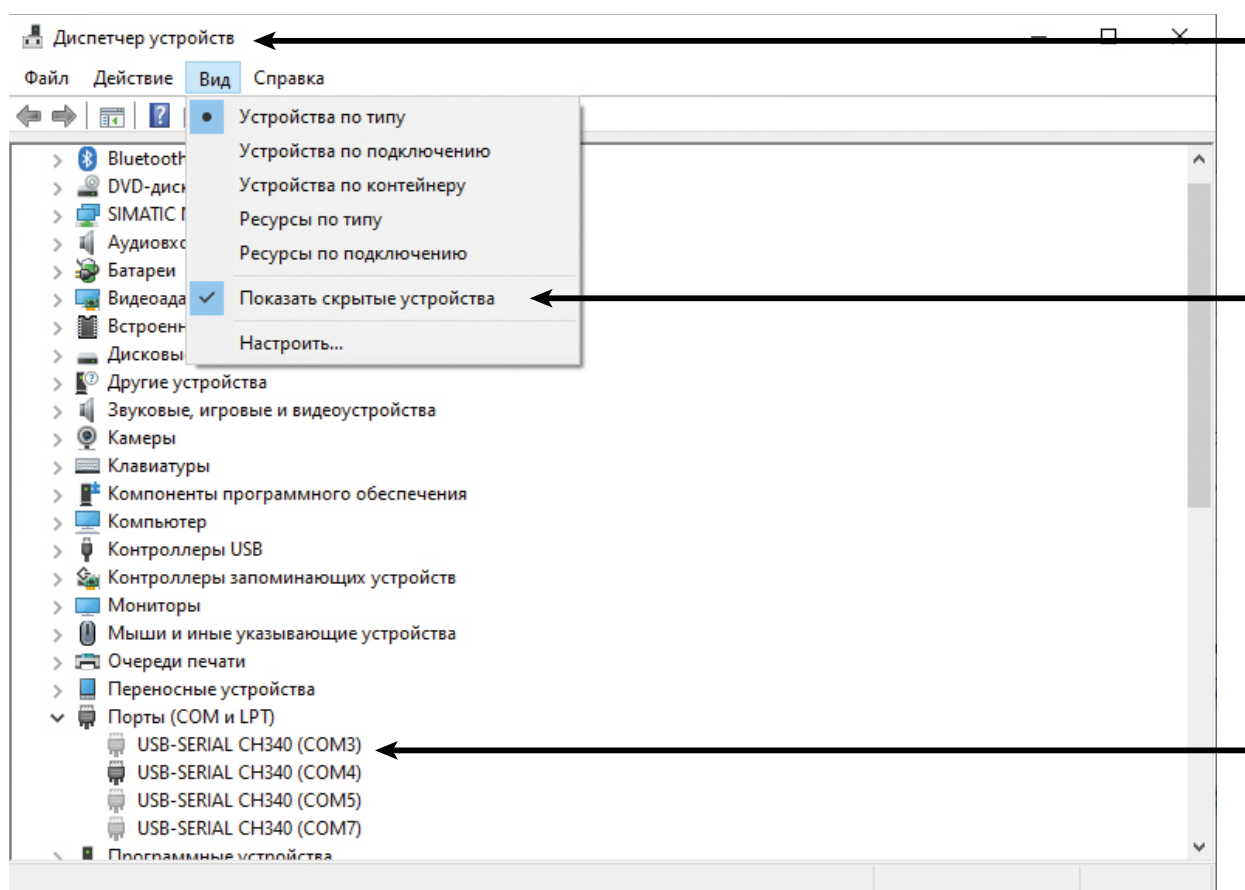 Диспетчер устройств
Файл Действие Вид Справка
Устройства по типу
Устройства по подключению
Устройства по контейнеру
Ресурсы по типу
Ресурсы по подключению
Показать скрытые устройства
Настроить...
Bluetooth
DVD-диск
SIMATIC
Аудиовхо
Батареи
Видеоада
Встроенн
Дисковы
Другие устройства
Звуковые, игровые и видеоустройства
Камеры
Клавиатуры
Компоненты программного обеспечения
Компьютер
Контроллеры USB
Контроллеры запоминающих устройств
Мониторы
Мыши и иные указывающие устройства
Очереди печати
Переносные устройства
Порты (COM и LPT)
USB-SERIAL CH340 (COM3)
USB-SERIAL CH340 (COM4)
USB-SERIAL CH340 (COM5)
USB-SERIAL CH340 (COM7)
Программные устройства